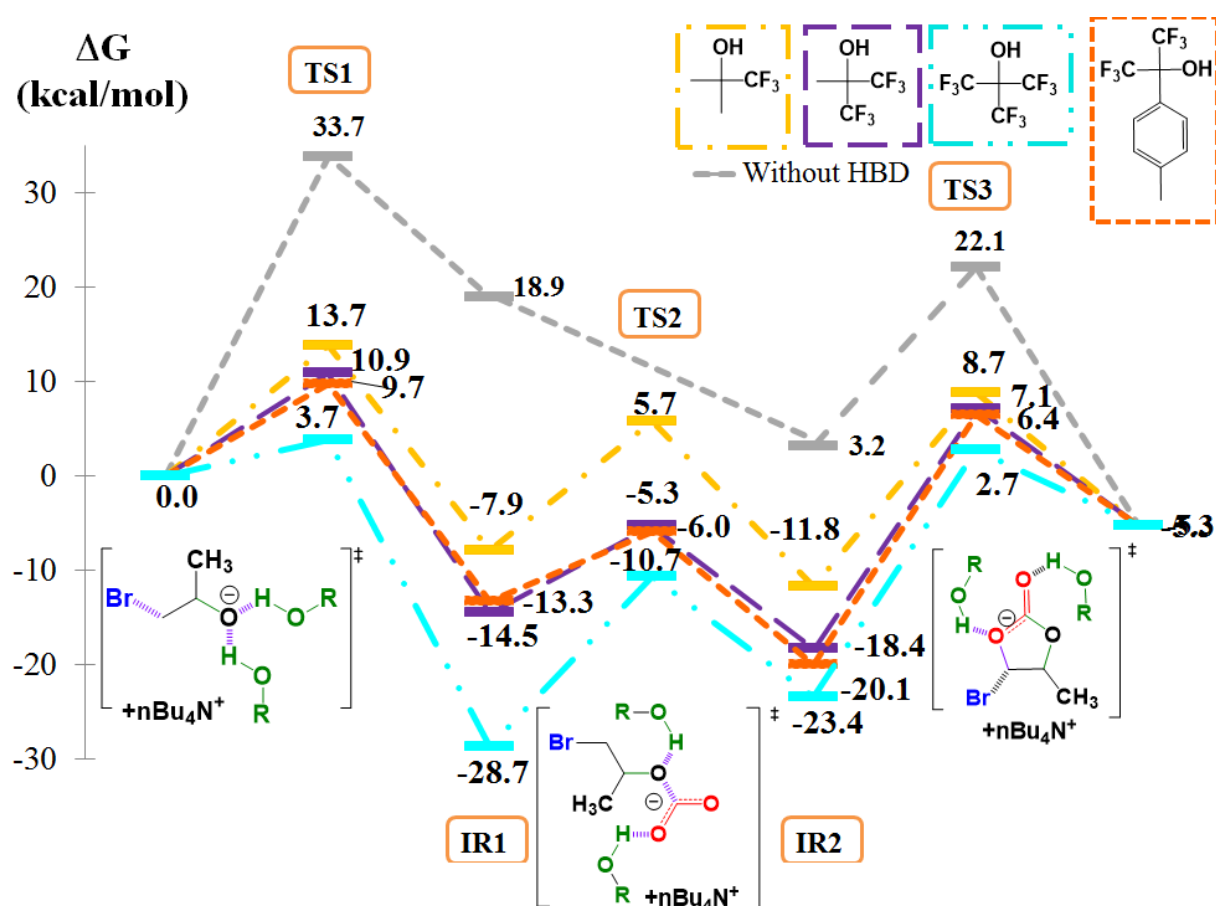 ΔG
(kcal/mol)
TS1
33.7
OH
CF3
OH
CF3
CF3
OH
F3C
CF3
CF3
CF3
F3C
OH
Without HBD
TS3
22.1
30
20
10
0
-10
-20
-30
18.9
TS2
13.7
10.9
9.7
3.7
5.7
8.7
7.1
6.4
3.2
2.7
0.0
-7.9
-5.3
-6.0
-10.7
-11.8
-5.3
-13.3
-14.5
-18.4
-20.1
-23.4
-28.7
CH3
‡
Br
O
⊖
H
O
R
H
O
R
+nBu4N+
R
O
‡
H
Br
O
H3C
⊖
O
H
O
O
R
+nBu4N+
R
O
H
O
⊖
O
H
O
R
O
Br
CH3
‡
+nBu4N+
IR1
IR2